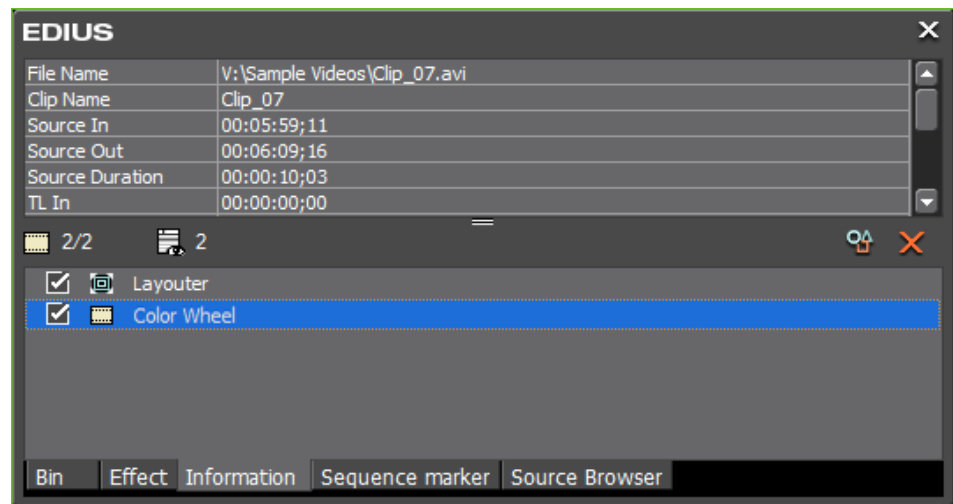 EDIUS
File Name V:\Sample Videos\Clip_07.avi
Clip Name Clip_07
Source In 00:05:59;11
Source Out 00:06:09;16
Source Duration 00:00:10;03
TL In 00:00:00;00
2/2 2
Layouter
Color Wheel
Bin Effect Information Sequence marker Source Browser